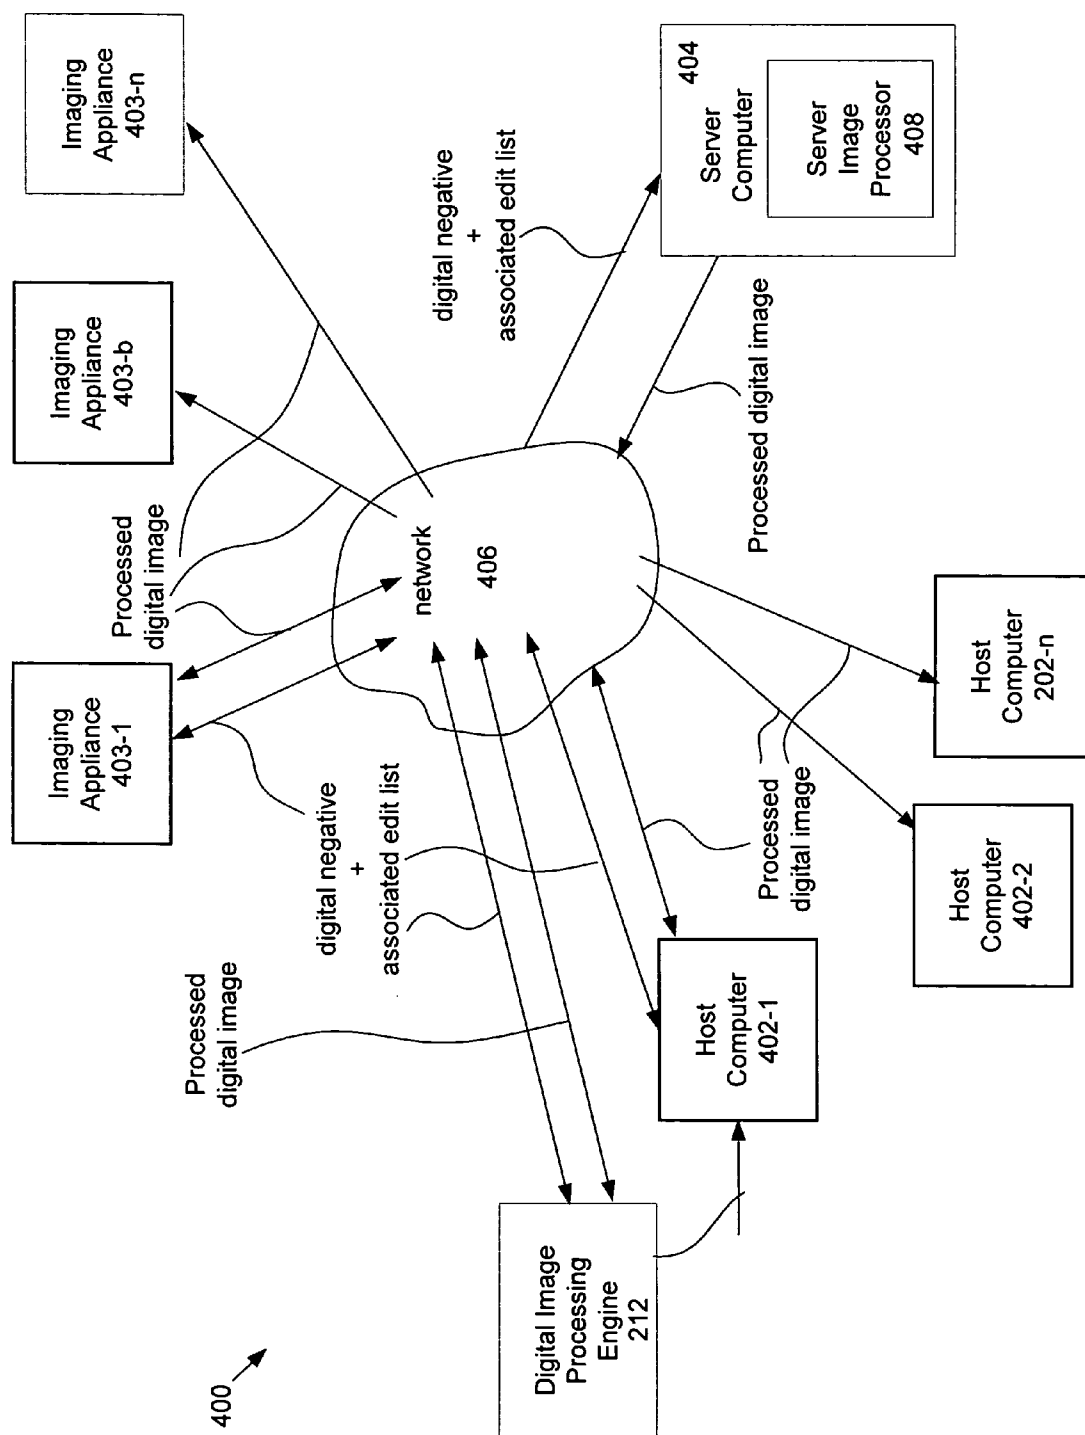 400
Digital Image
Processing
Engine
212
Processed
digital image
digital negative
+
associated edit list
Imaging
Appliance
403-1
Processed
digital image
Imaging
Appliance
403-b
Imaging
Appliance
403-n
network
406
digital negative
+
associated edit list
404
Server
Computer
Server
Image
Processor
408
Processed digital image
Host
Computer
402-1
Processed
digital image
Host
Computer
402-2
Host
Computer
202-n